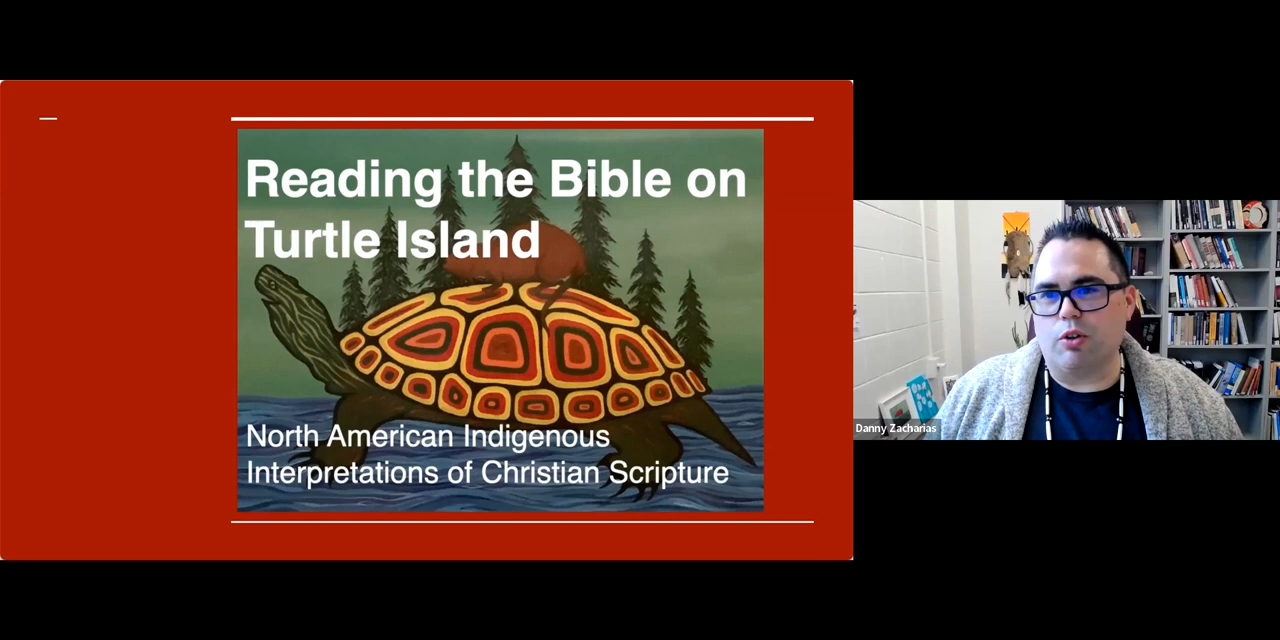 Reading the Bible on
Turtle Island
North American Indigenous
Interpretations of Christian Scripture
Danny Zacharias